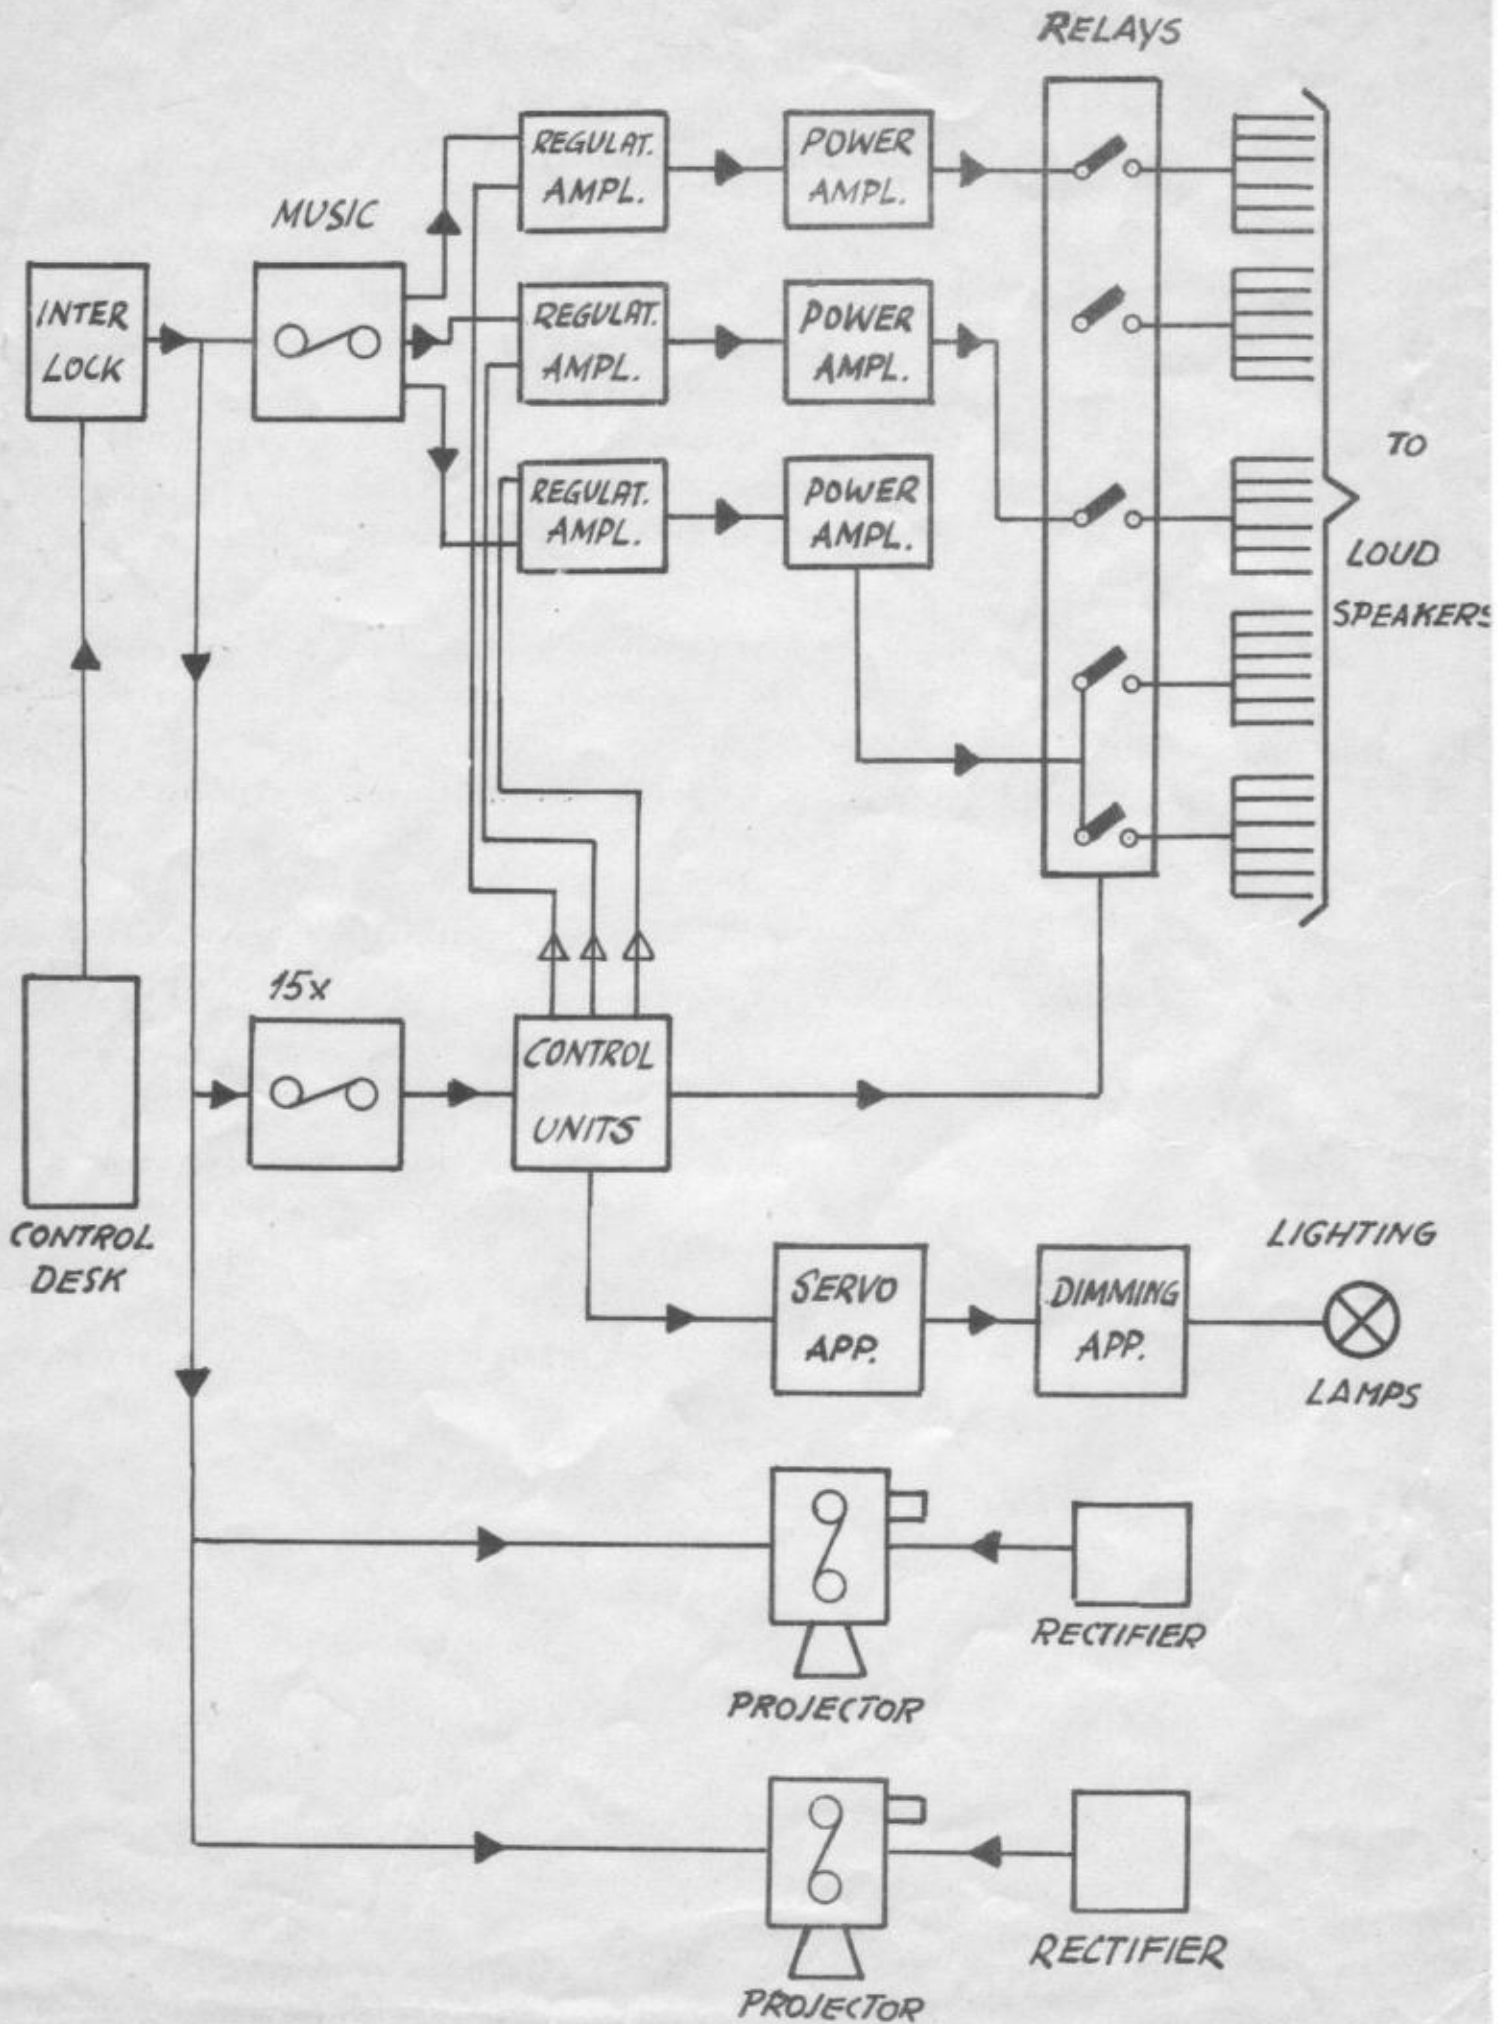 RELAYS
REGULAT.
AMPL.
POWER
AMPL.
MUSIC
INTER
LOCK
REGULAT.
AMPL.
POWER
AMPL.
REGULAT.
AMPL.
POWER
AMPL.
TO
LOUD
SPEAKERS
15x
CONTROL
UNITS
CONTROL
DESK
SERVO
APP.
DIMMING
APP.
LIGHTING
LAMPS
PROJECTOR
RECTIFIER
PROJECTOR
RECTIFIER